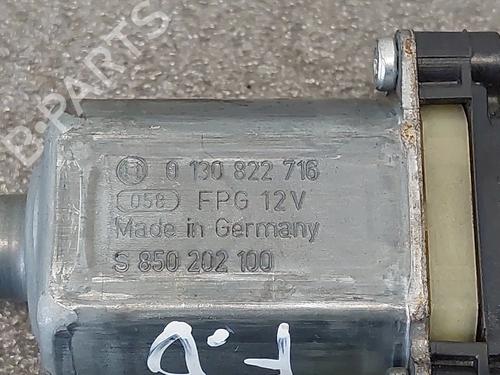 B-PARTS
0 130 822 716
058 FPG 12V
Made in Germany
S 850 202 100
F.D